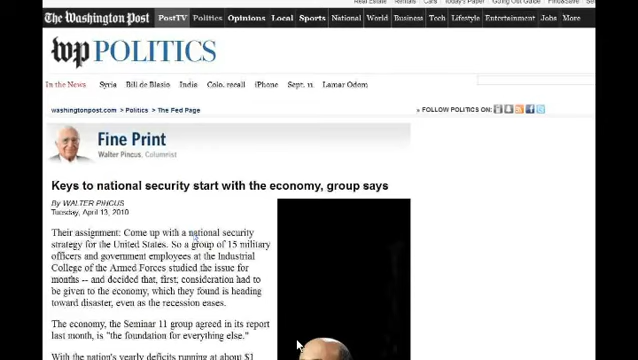 Real Estate Rentals Cars Today's Paper Going Out Guide Find&Save
The Washington Post PostTV Politics Opinions Local Sports National World Business Tech Lifestyle Entertainment Jobs More
wp POLITICS
In the News Syria Bill de Blasio India Colo. recall iPhone Sept. 11 Lamar Odom
washingtonpost.com > Politics > The Fed Page
» FOLLOW POLITICS ON:
Fine Print
Walter Pincus, Columnist
Keys to national security start with the economy, group says
By WALTER PINCUS
Tuesday, April 13, 2010
Their assignment: Come up with a national security
strategy for the United States. So a group of 15 military
officers and government employees at the Industrial
College of the Armed Forces studied the issue for
months -- and decided that, first, consideration had to
be given to the economy, which they found is heading
toward disaster, even as the recession eases.
The economy, the Seminar 11 group agreed in its report
last month, is "the foundation for everything else."
With the nation's yearly deficits running at about $1